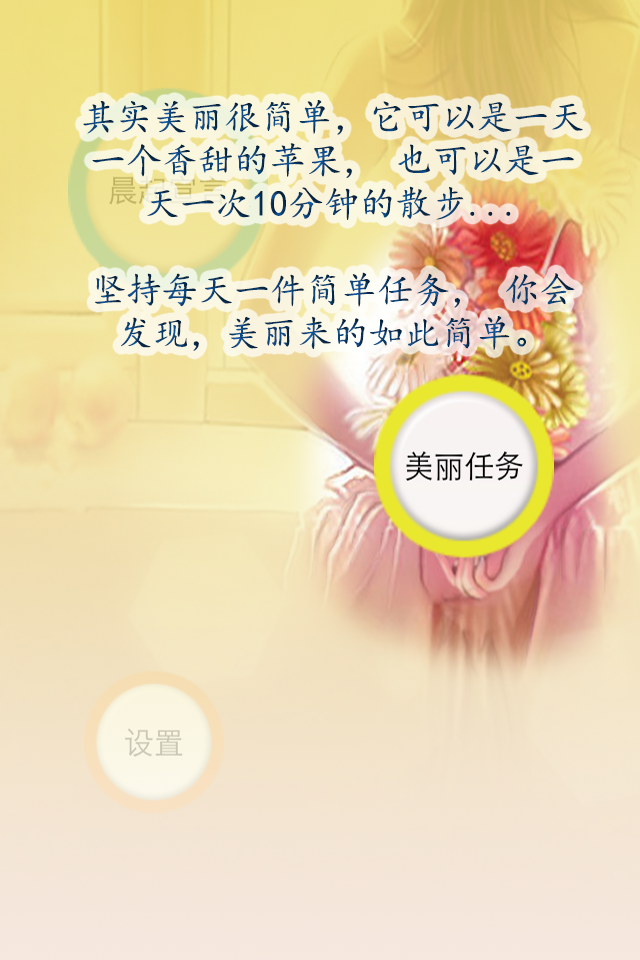 其实美丽很简单，它可以是一天
一个香甜的苹果， 也可以是一
天一次10分钟的散步...
坚持每天一件简单任务， 你会
发现，美丽来的如此简单。
美丽任务
设置